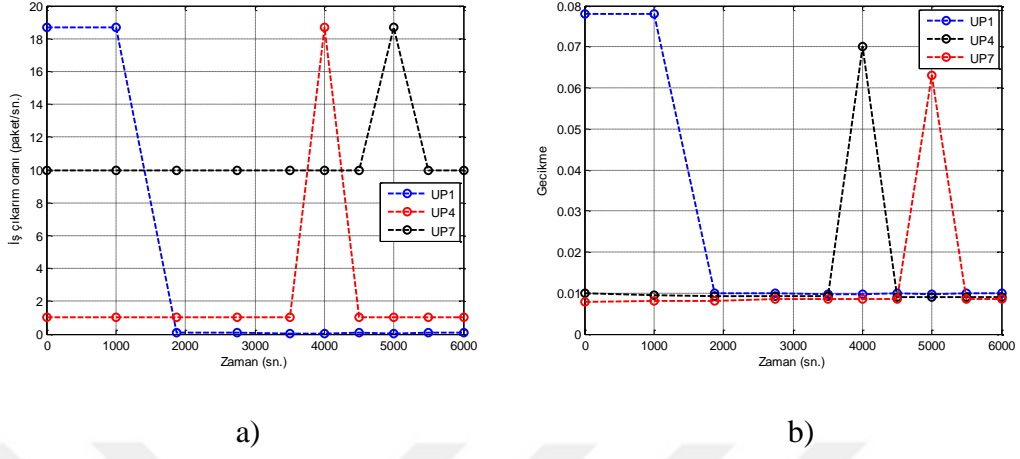 20
18
16
14
12
10
8
6
4
2
0
İş çıkarım oranı (paket/sn.)
UP1
UP4
UP7
0 1000 2000 3000 4000 5000 6000
Zaman (sn.)
a)
0.08
0.07
0.06
0.05
0.04
0.03
0.02
0.01
0
Gecikme
UP1
UP4
UP7
0 1000 2000 3000 4000 5000 6000
Zaman (sn.)
b)